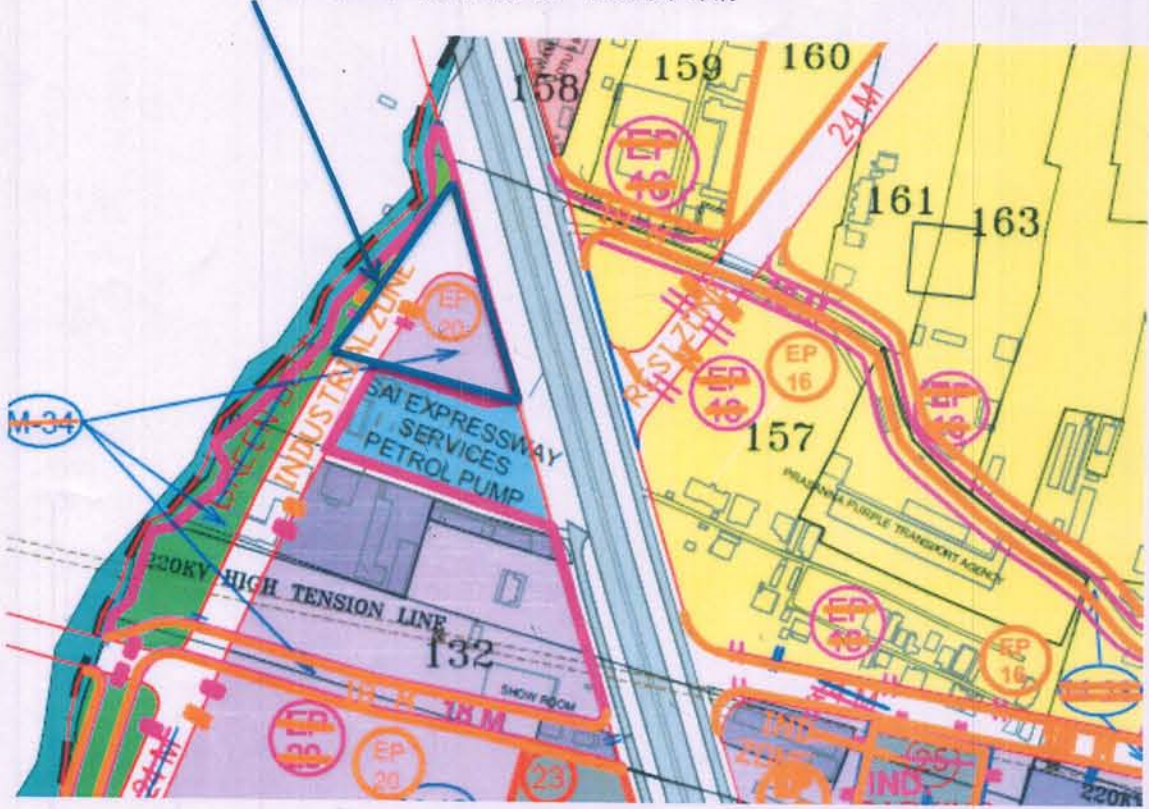 158
159
160
24 M
EP
16
161
163
EP
20
INDUSTRIAL ZONE
RESI ZONE
EP
16
EP
16
EP
16
M-34
SAI EXPRESSWAY
SERVICES
PETROL PUMP
157
PRASANNA PURPLE TRANSPORT AGENCY
220KV HIGH TENSION LINE
132
EP
16
EP
16
SHOW ROOM
18 M
18 M
EP
20
EP
20
23
IND
ZONE
(95)
IND
24 M
220KV